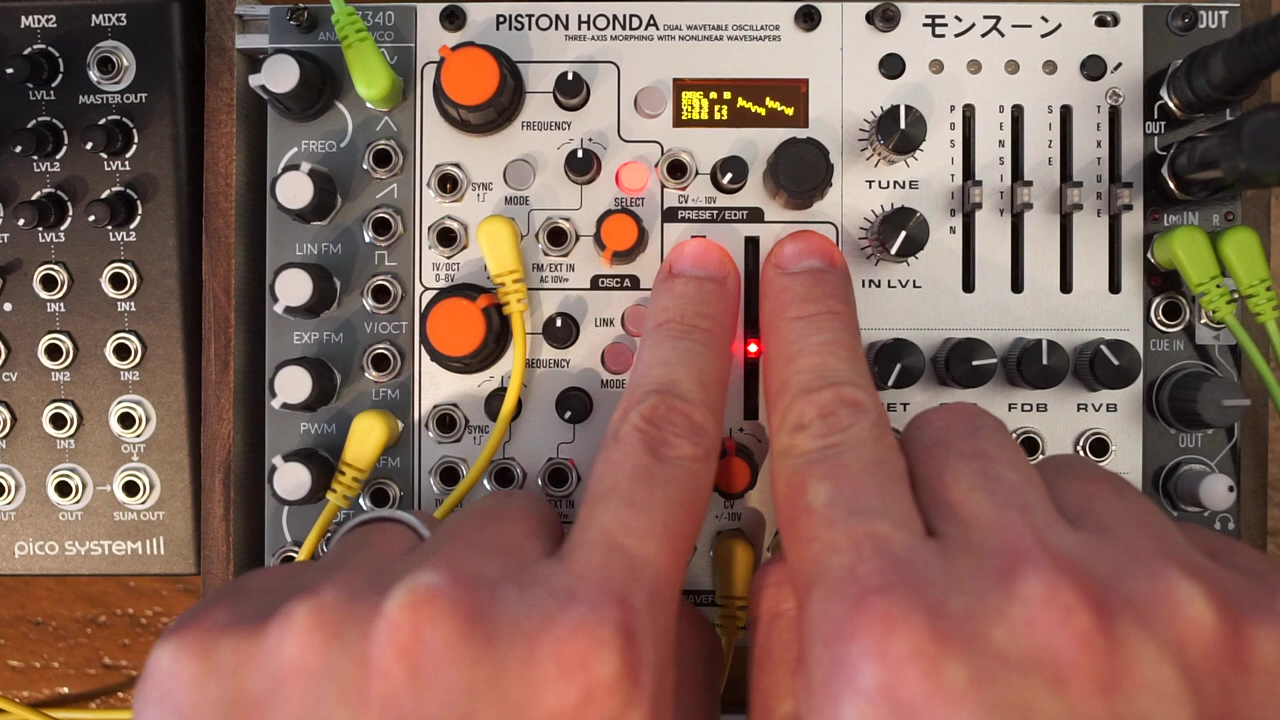 MIX2
MIX3
LVL1
MASTER OUT
LVL2
LVL1
LVL3
LVL2
IN1
IN1
CV
IN2
IN2
IN3
OUT
OUT
SUM OUT
pico SYSTEM III
340
FREQ
LIN FM
EXP FM
V/OCT
LFM
PWM
PISTON HONDA DUAL WAVETABLE OSCILLATOR
THREE-AXIS MORPHING WITH NONLINEAR WAVESHAPERS
OSC A B
FREQUENCY
SYNC
MODE
SELECT
CV +/- 10V
PRESET/EDIT
1V/OCT
0-8V
FM/EXT IN
AC 10Vpp
OSC A
LINK
FREQUENCY
MODE
SYNC
EXT IN
CV
+/-10V
モンスーン
POSITION
DENSITY
SIZE
TEXTURE
TUNE
IN LVL
FDB
RVB
OUT
OUT
L
IN
R
CUE IN
OUT